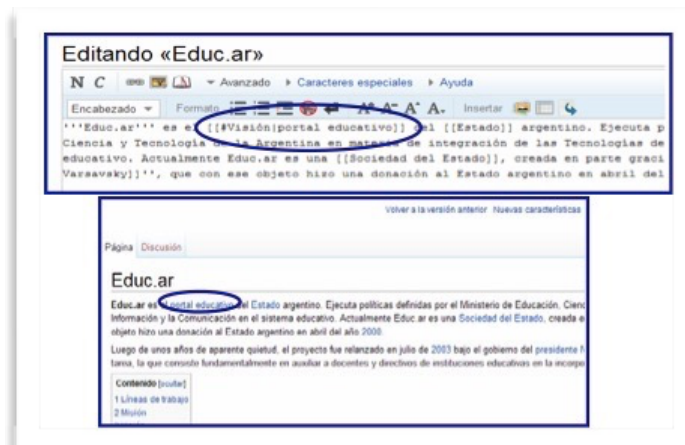 Editando «Educ.ar»
N C Avanzado Caracteres especiales Ayuda
Encabezado Formato A A A A Insertar
'''Educ.ar''' es el [[#Visión|portal educativo]] del [[Estado]] argentino. Ejecuta p
Ciencia y Tecnología de la Argentina en materia de integración de las Tecnologías de
educativo. Actualmente Educ.ar es una [[Sociedad del Estado]], creada en parte graci
Varsavsky]]'', que con ese objeto hizo una donación al Estado argentino en abril del
Volver a la versión anterior Nuevas características
Página Discusión
Educ.ar
Educ.ar es el portal educativo del Estado argentino. Ejecuta políticas definidas por el Ministerio de Educación, Cienc
Información y la Comunicación en el sistema educativo. Actualmente Educ.ar es una Sociedad del Estado, creada e
objeto hizo una donación al Estado argentino en abril del año 2000.
Luego de unos años de aparente quietud, el proyecto fue relanzado en julio de 2003 bajo el gobierno del presidente N
tarea, la que consiste fundamentalmente en auxiliar a docentes y directivos de instituciones educativas en la incorpo
Contenido [ocultar]
1 Líneas de trabajo
2 Misión